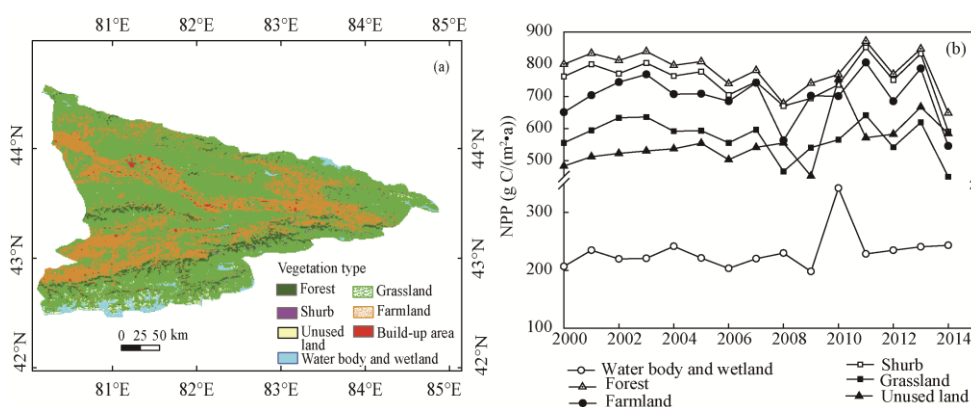 81°E 82°E 83°E 84°E 85°E
(a)
44°N 44°N
43°N 43°N
42°N 42°N
Vegetation type
Forest Grassland
Shurb Farmland
Unused land Build-up area
Water body and wetland
0 25 50 km
81°E 82°E 83°E 84°E 85°E
(b)
NPP (g C/(m²•a))
900
800
700
600
500
300
200
100
2000 2002 2004 2006 2008 2010 2012 2014
Water body and wetland Shurb
Forest Grassland
Farmland Unused land